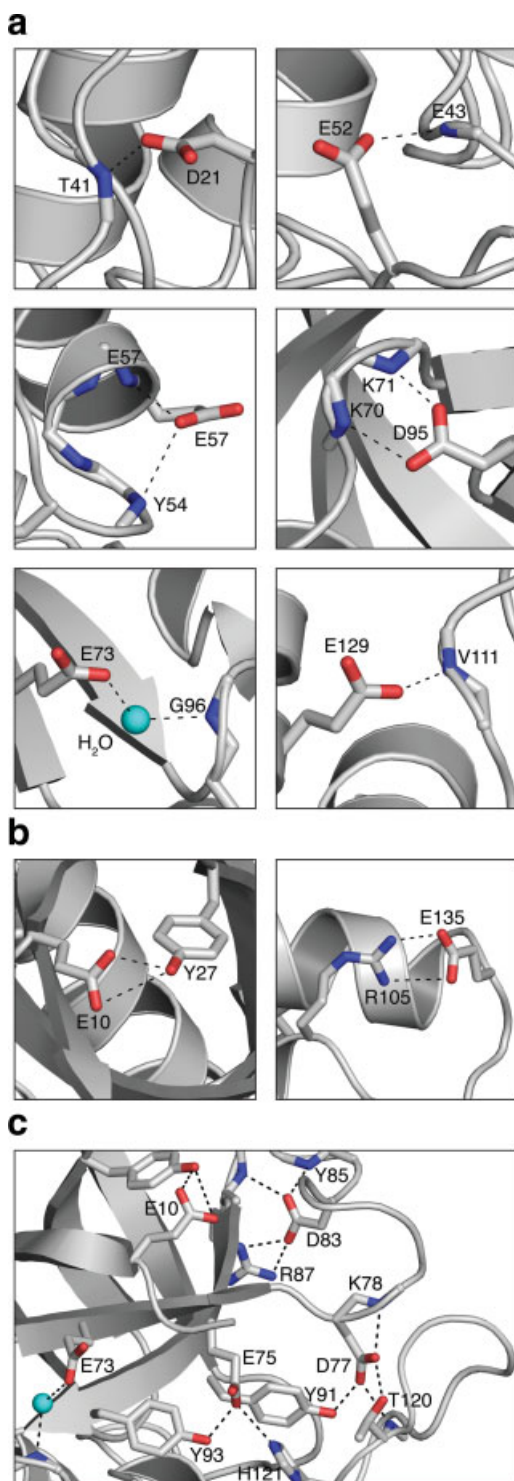 a
T41
D21
E52
E43
E57
E57
Y54
K71
K70
D95
E73
G96
H₂O
E129
V111
b
Y27
E10
E135
R105
c
Y85
E10
D83
R87
K78
E73
E75
D77
Y91
T120
Y93
H121